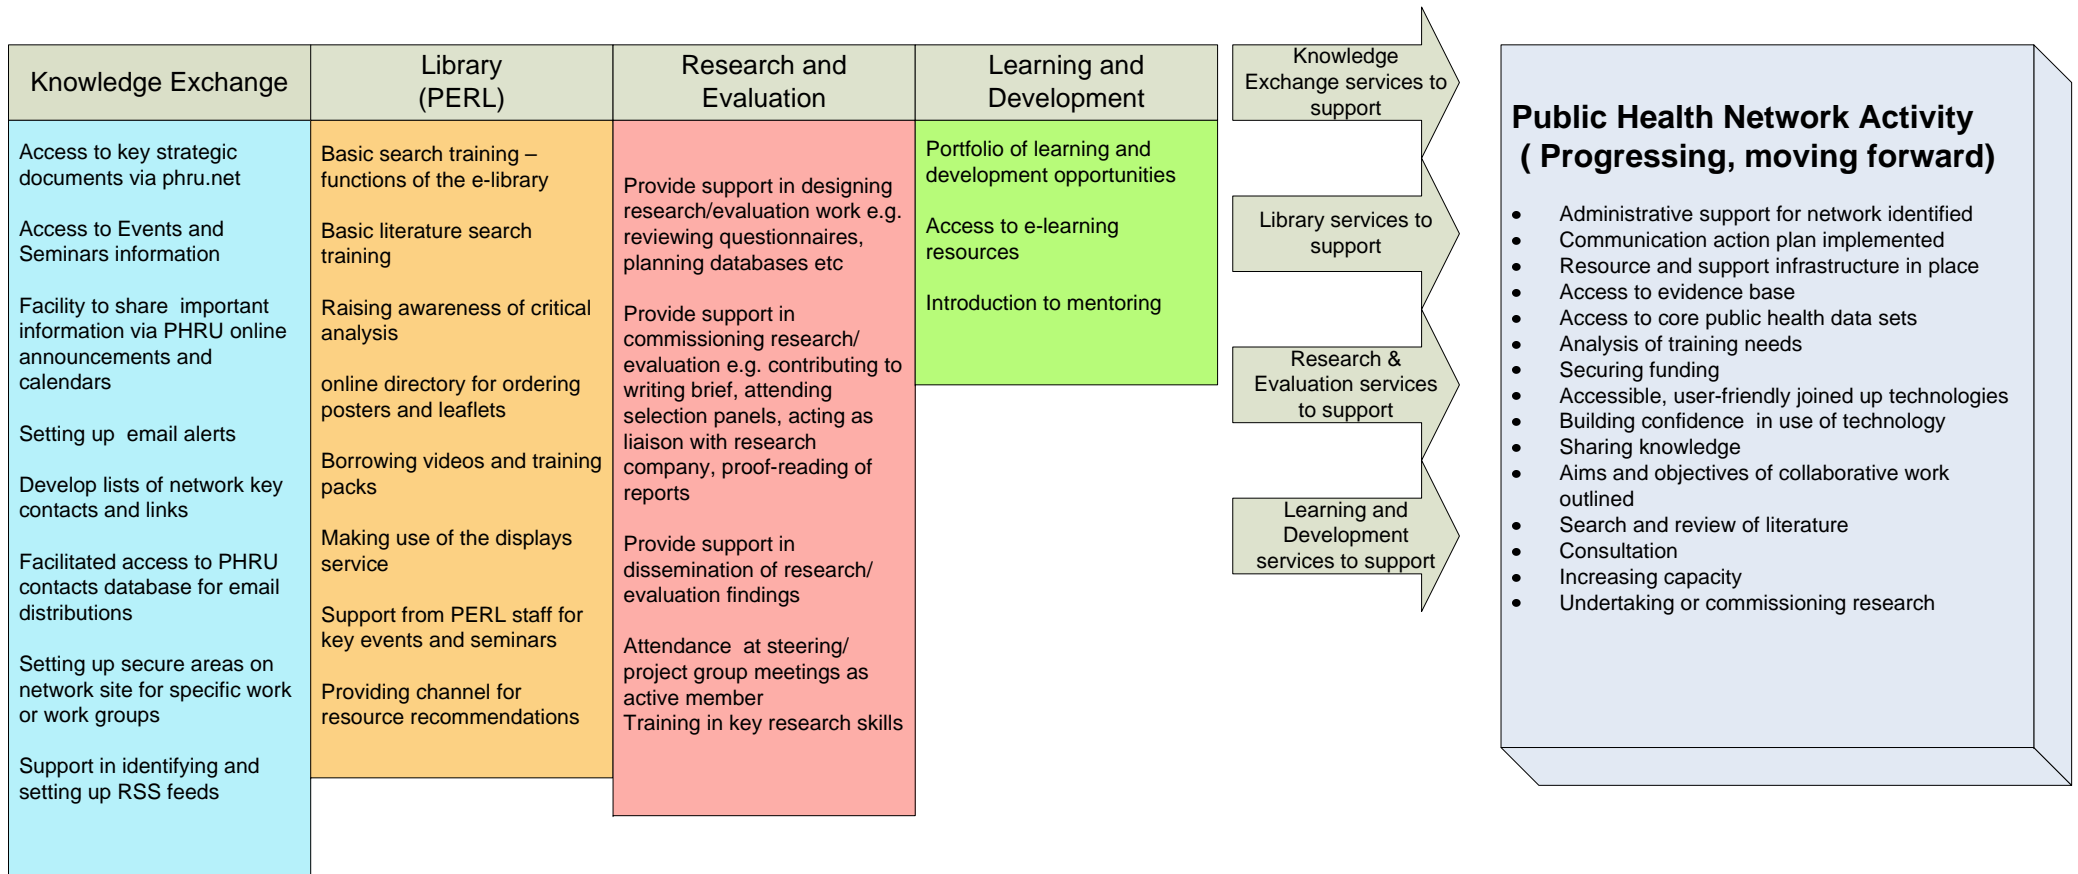 Knowledge Exchange
Access to key strategic
documents via phru.net
Access to Events and
Seminars information
Facility to share  important
information via PHRU online
announcements and
calendars
Setting up  email alerts
Develop lists of network key
contacts and links
Facilitated access to PHRU
contacts database for email
distributions
Setting up secure areas on
network site for specific work
or work groups
Support in identifying and
setting up RSS feeds
Library
(PERL)
Basic search training –
functions of the e-library
Basic literature search
training
Raising awareness of critical
analysis
online directory for ordering
posters and leaflets
Borrowing videos and training
packs
Making use of the displays
service
Support from PERL staff for
key events and seminars
Providing channel for
resource recommendations
Research and
Evaluation
Provide support in designing
research/evaluation work e.g.
reviewing questionnaires,
planning databases etc
Provide support in
commissioning research/
evaluation e.g. contributing to
writing brief, attending
selection panels, acting as
liaison with research
company, proof-reading of
reports
Provide support in
dissemination of research/
evaluation findings
Attendance  at steering/
project group meetings as
active member
Training in key research skills
Learning and
Development
Portfolio of learning and
development opportunities
Access to e-learning
resources
Introduction to mentoring
Knowledge
Exchange services to
support
Library services to
support
Research &
Evaluation services
to support
Learning and
Development
services to support
Public Health Network Activity
( Progressing, moving forward)
• Administrative support for network identified
• Communication action plan implemented
• Resource and support infrastructure in place
• Access to evidence base
• Access to core public health data sets
• Analysis of training needs
• Securing funding
• Accessible, user-friendly joined up technologies
• Building confidence  in use of technology
• Sharing knowledge
• Aims and objectives of collaborative work
outlined
• Search and review of literature
• Consultation
• Increasing capacity
• Undertaking or commissioning research